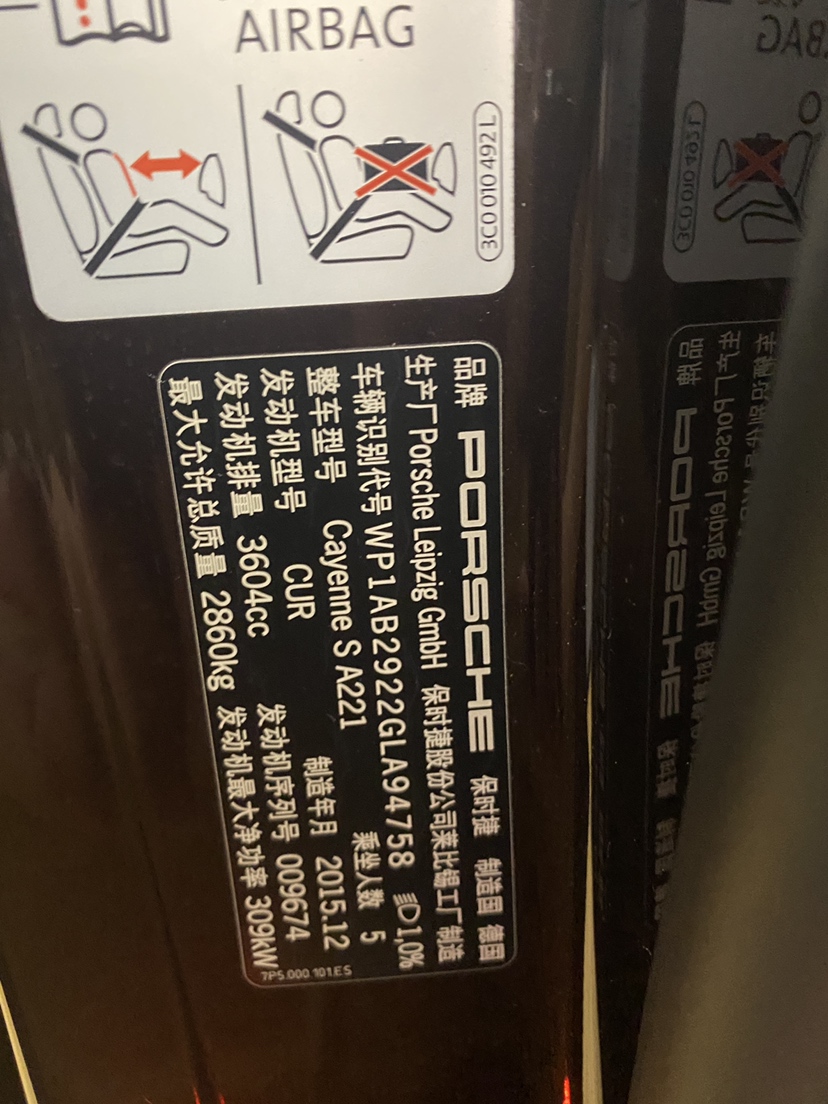 AIRBAG
3C0 010 492 L
品牌 PORSCHE 保时捷 制造国 德国
生产厂 Porsche Leipzig GmbH 保时捷股份公司莱比锡工厂制造
车辆识别代号 WP1AB2922GLA94758 1,0%
整车型号 Cayenne S A221 乘坐人数 5
发动机型号 CUR 制造年月 2015.12
发动机排量 3604cc 发动机序列号 009674
最大允许总质量 2860kg 发动机最大净功率 309kW
7P5.000.101.ES